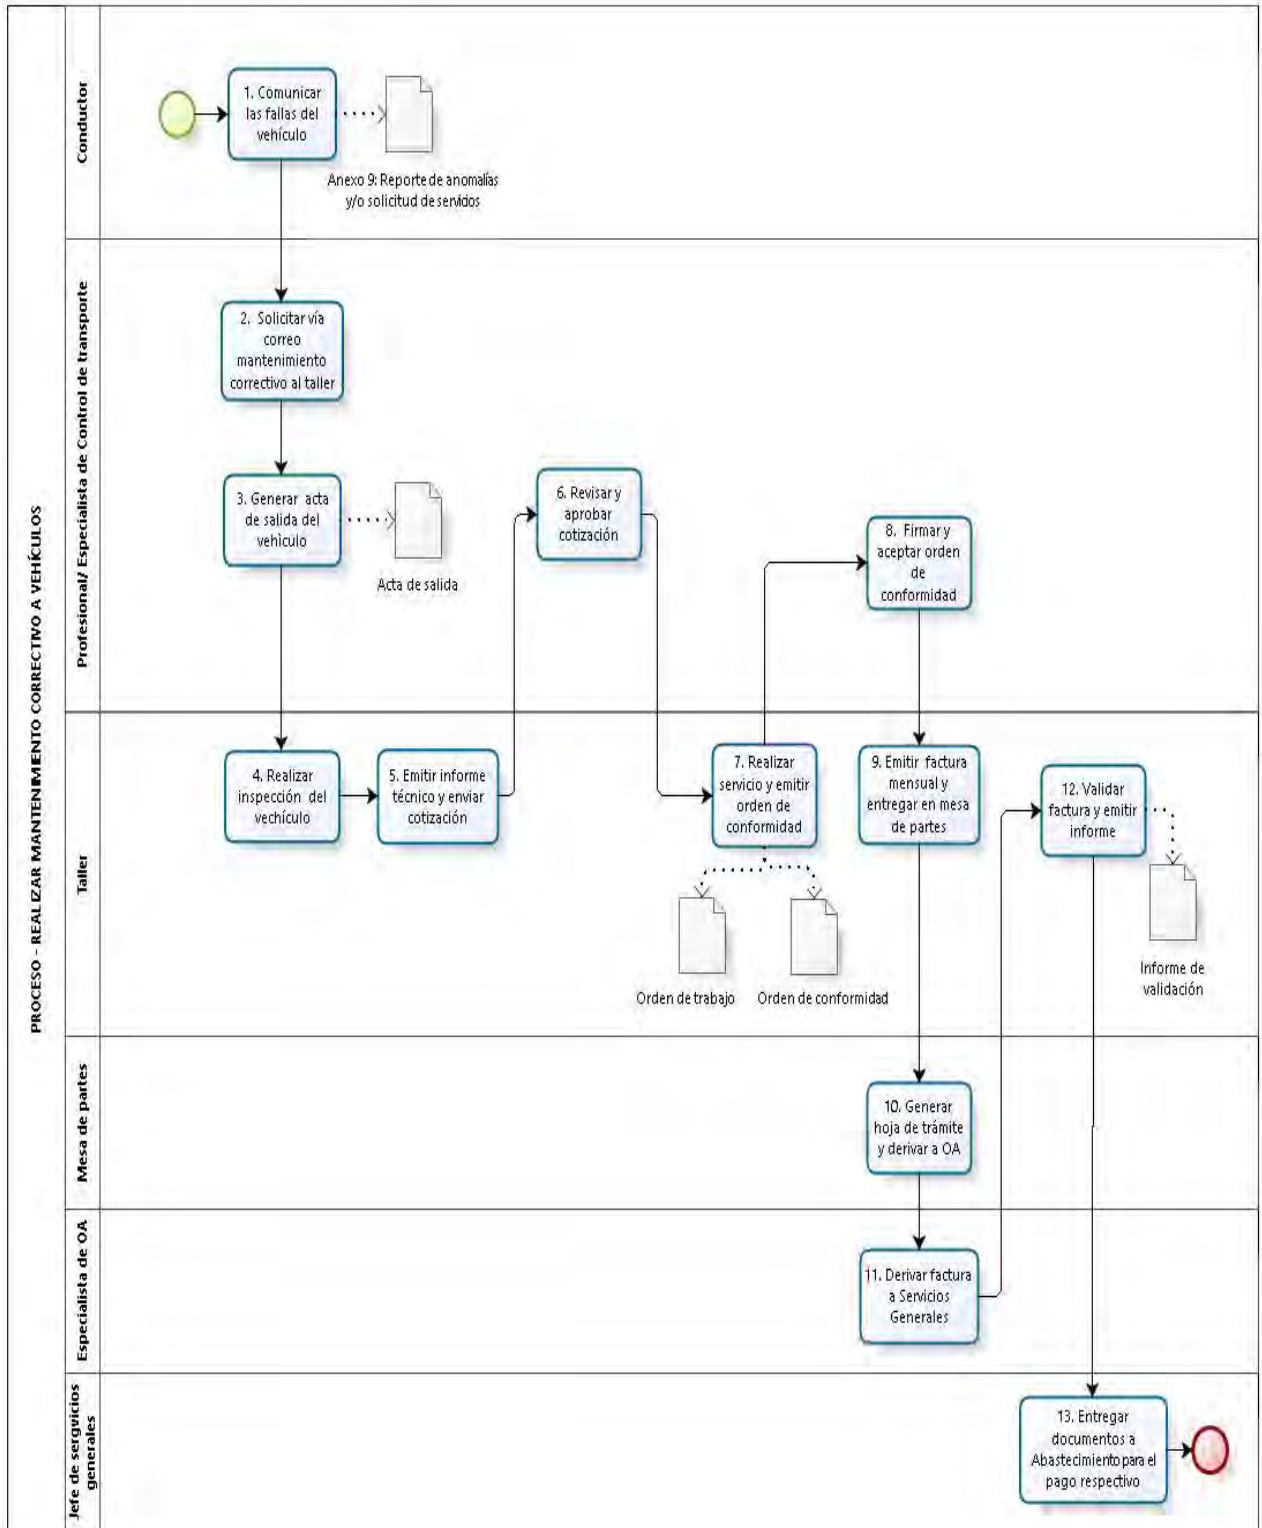 PROCESO - REALIZAR MANTENIMIENTO CORRECTIVO A VEHÍCULOS
Conductor
1. Comunicar
las fallas del
vehículo
Anexo 9: Reporte de anomalías
y/o solicitud de servicios
Profesional/ Especialista de Control de transporte
2. Solicitar vía
correo
mantenimiento
correctivo al taller
3. Generar acta
de salida del
vehìculo
Acta de salida
6. Revisar y
aprobar
cotización
8. Firmar y
aceptar orden
de
conformidad
Taller
4. Realizar
inspección del
vechículo
5. Emitir informe
técnico y enviar
cotización
7. Realizar
servicio y emitir
orden de
conformidad
Orden de trabajo
Orden de conformidad
9. Emitir factura
mensual y
entregar en mesa
de partes
12. Validar
factura y emitir
informe
Informe de
validación
Mesa de partes
10. Generar
hoja de trámite
y derivar a OA
Especialista de OA
11. Derivar factura
a Servicios
Generales
Jefe de sergvicios
generales
13. Entregar
documentos a
Abastecimiento para el
pago respectivo